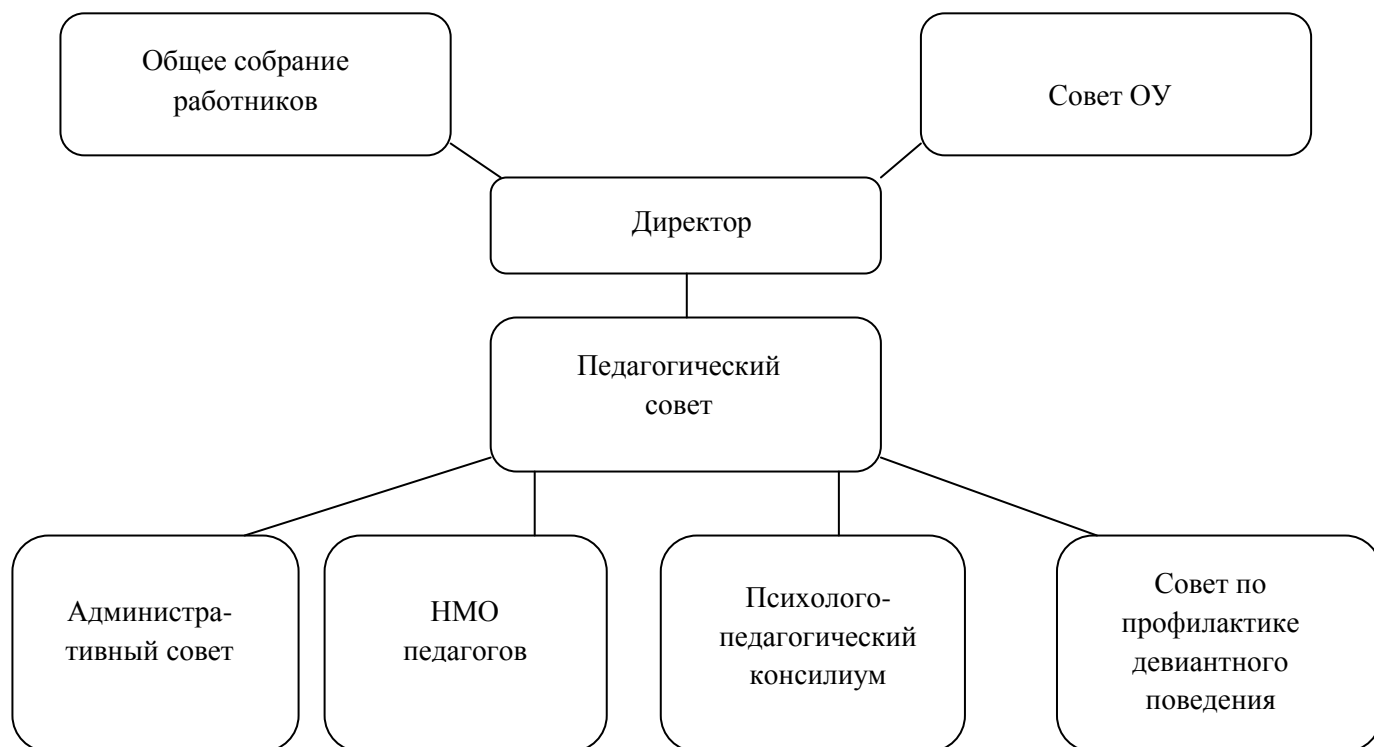 Общее собрание
работников
Совет ОУ
Директор
Педагогический
совет
Администра-
тивный совет
НМО
педагогов
Психолого-
педагогический
консилиум
Совет по
профилактике
девиантного
поведения